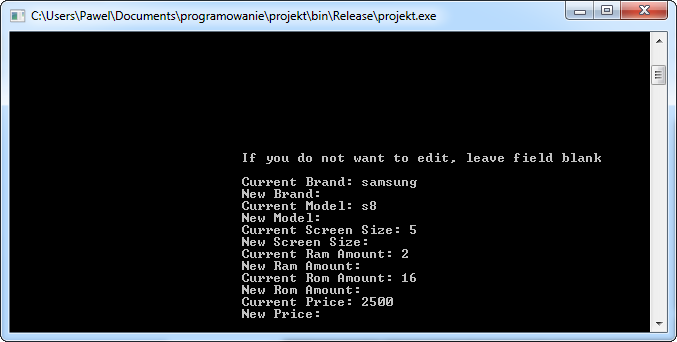 C:\Users\Pawel\Documents\programowanie\projekt\bin\Release\projekt.exe
If you do not want to edit, leave field blank
Current Brand: samsung
New Brand:
Current Model: s8
New Model:
Current Screen Size: 5
New Screen Size:
Current Ram Amount: 2
New Ram Amount:
Current Rom Amount: 16
New Rom Amount:
Current Price: 2500
New Price: